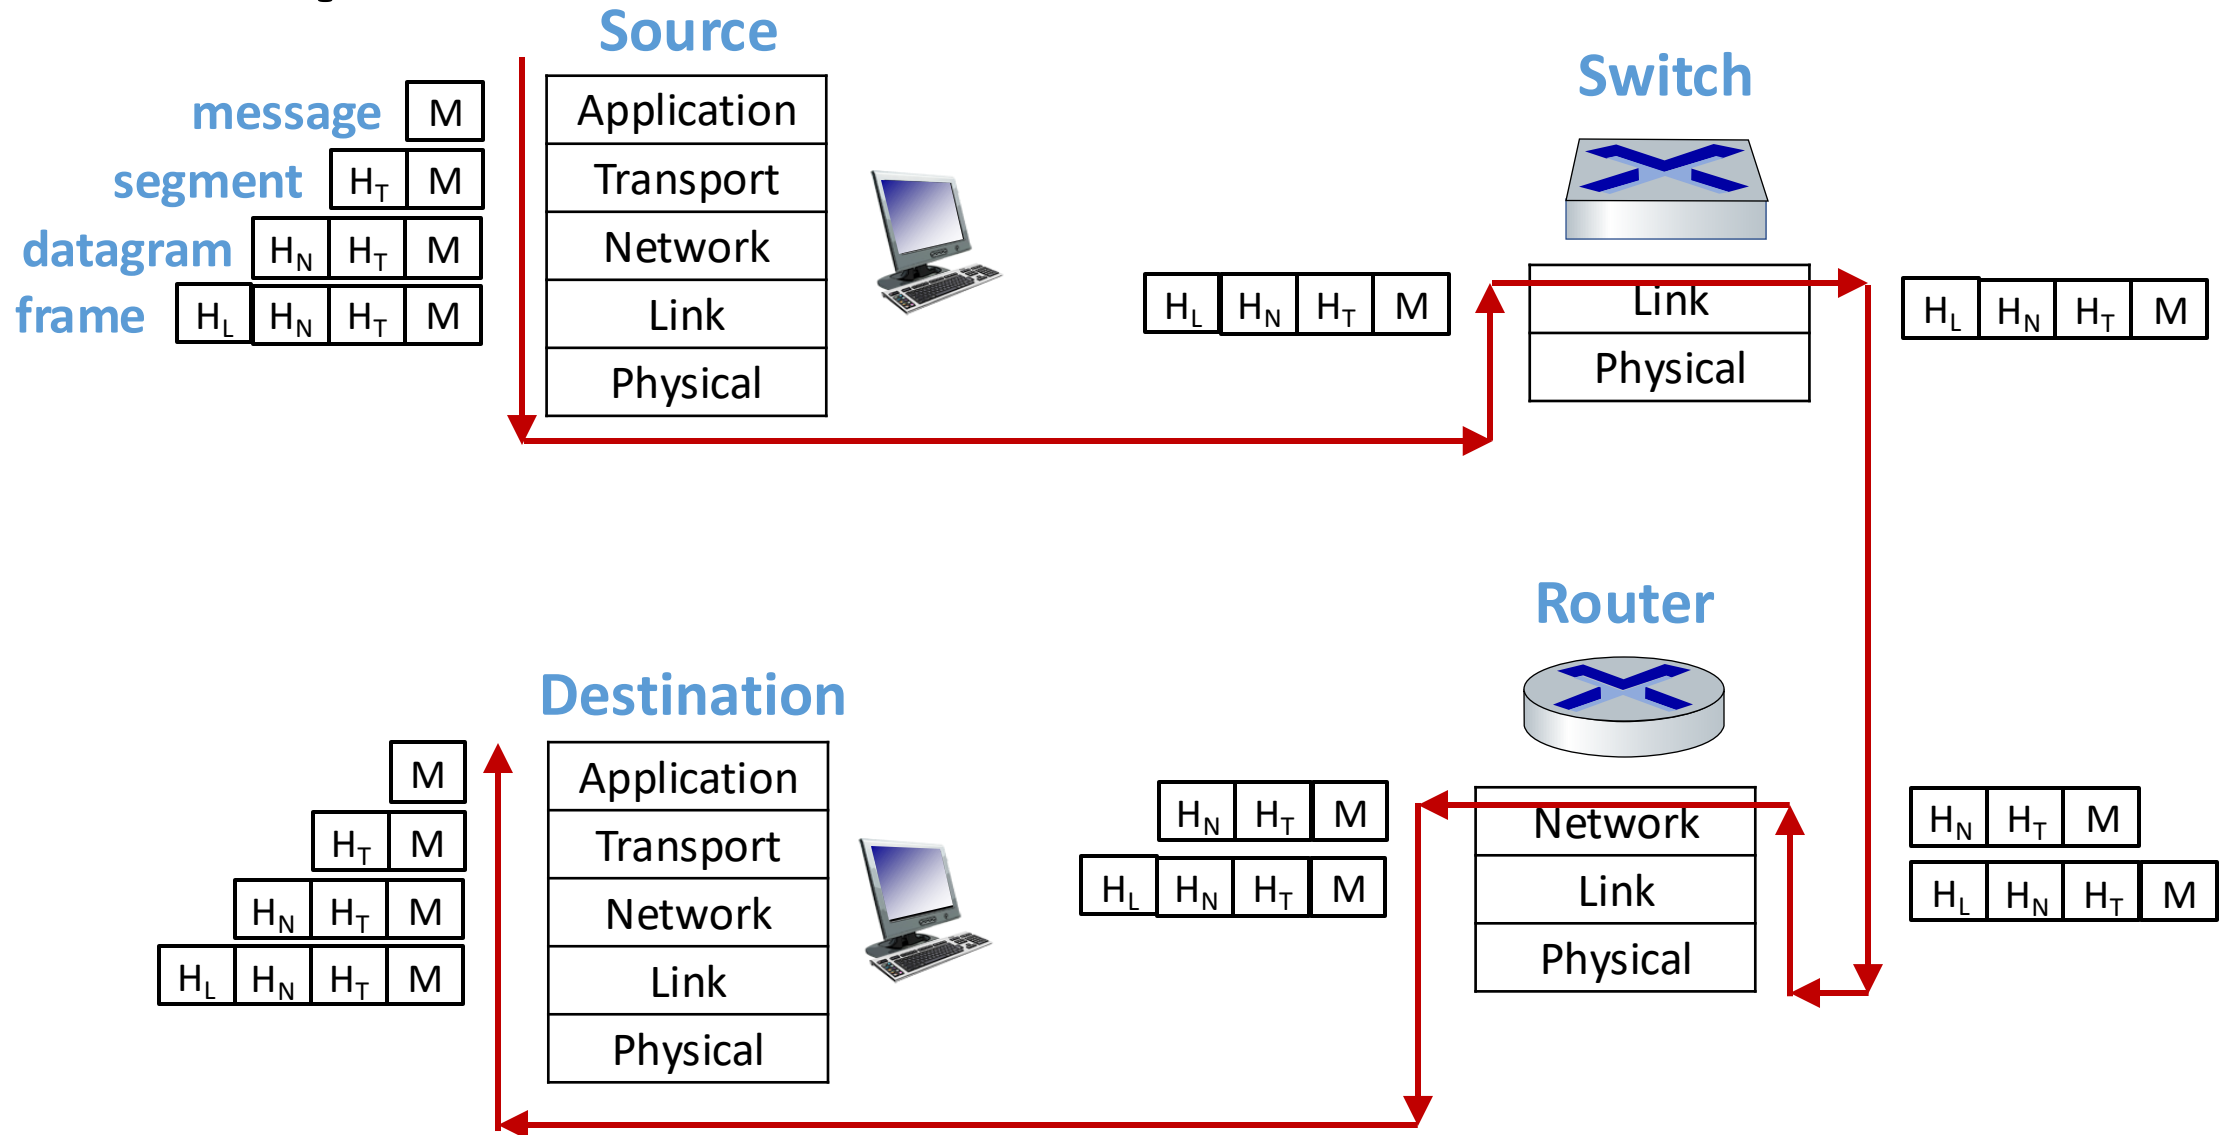 Source
message M
segment H_T M
datagram H_N H_T M
frame H_L H_N H_T M
Application
Transport
Network
Link
Physical
Switch
H_L H_N H_T M
Link
Physical
H_L H_N H_T M
Router
H_N H_T M
H_L H_N H_T M
Network
Link
Physical
H_N H_T M
H_L H_N H_T M
Destination
M
H_T M
H_N H_T M
H_L H_N H_T M
Application
Transport
Network
Link
Physical